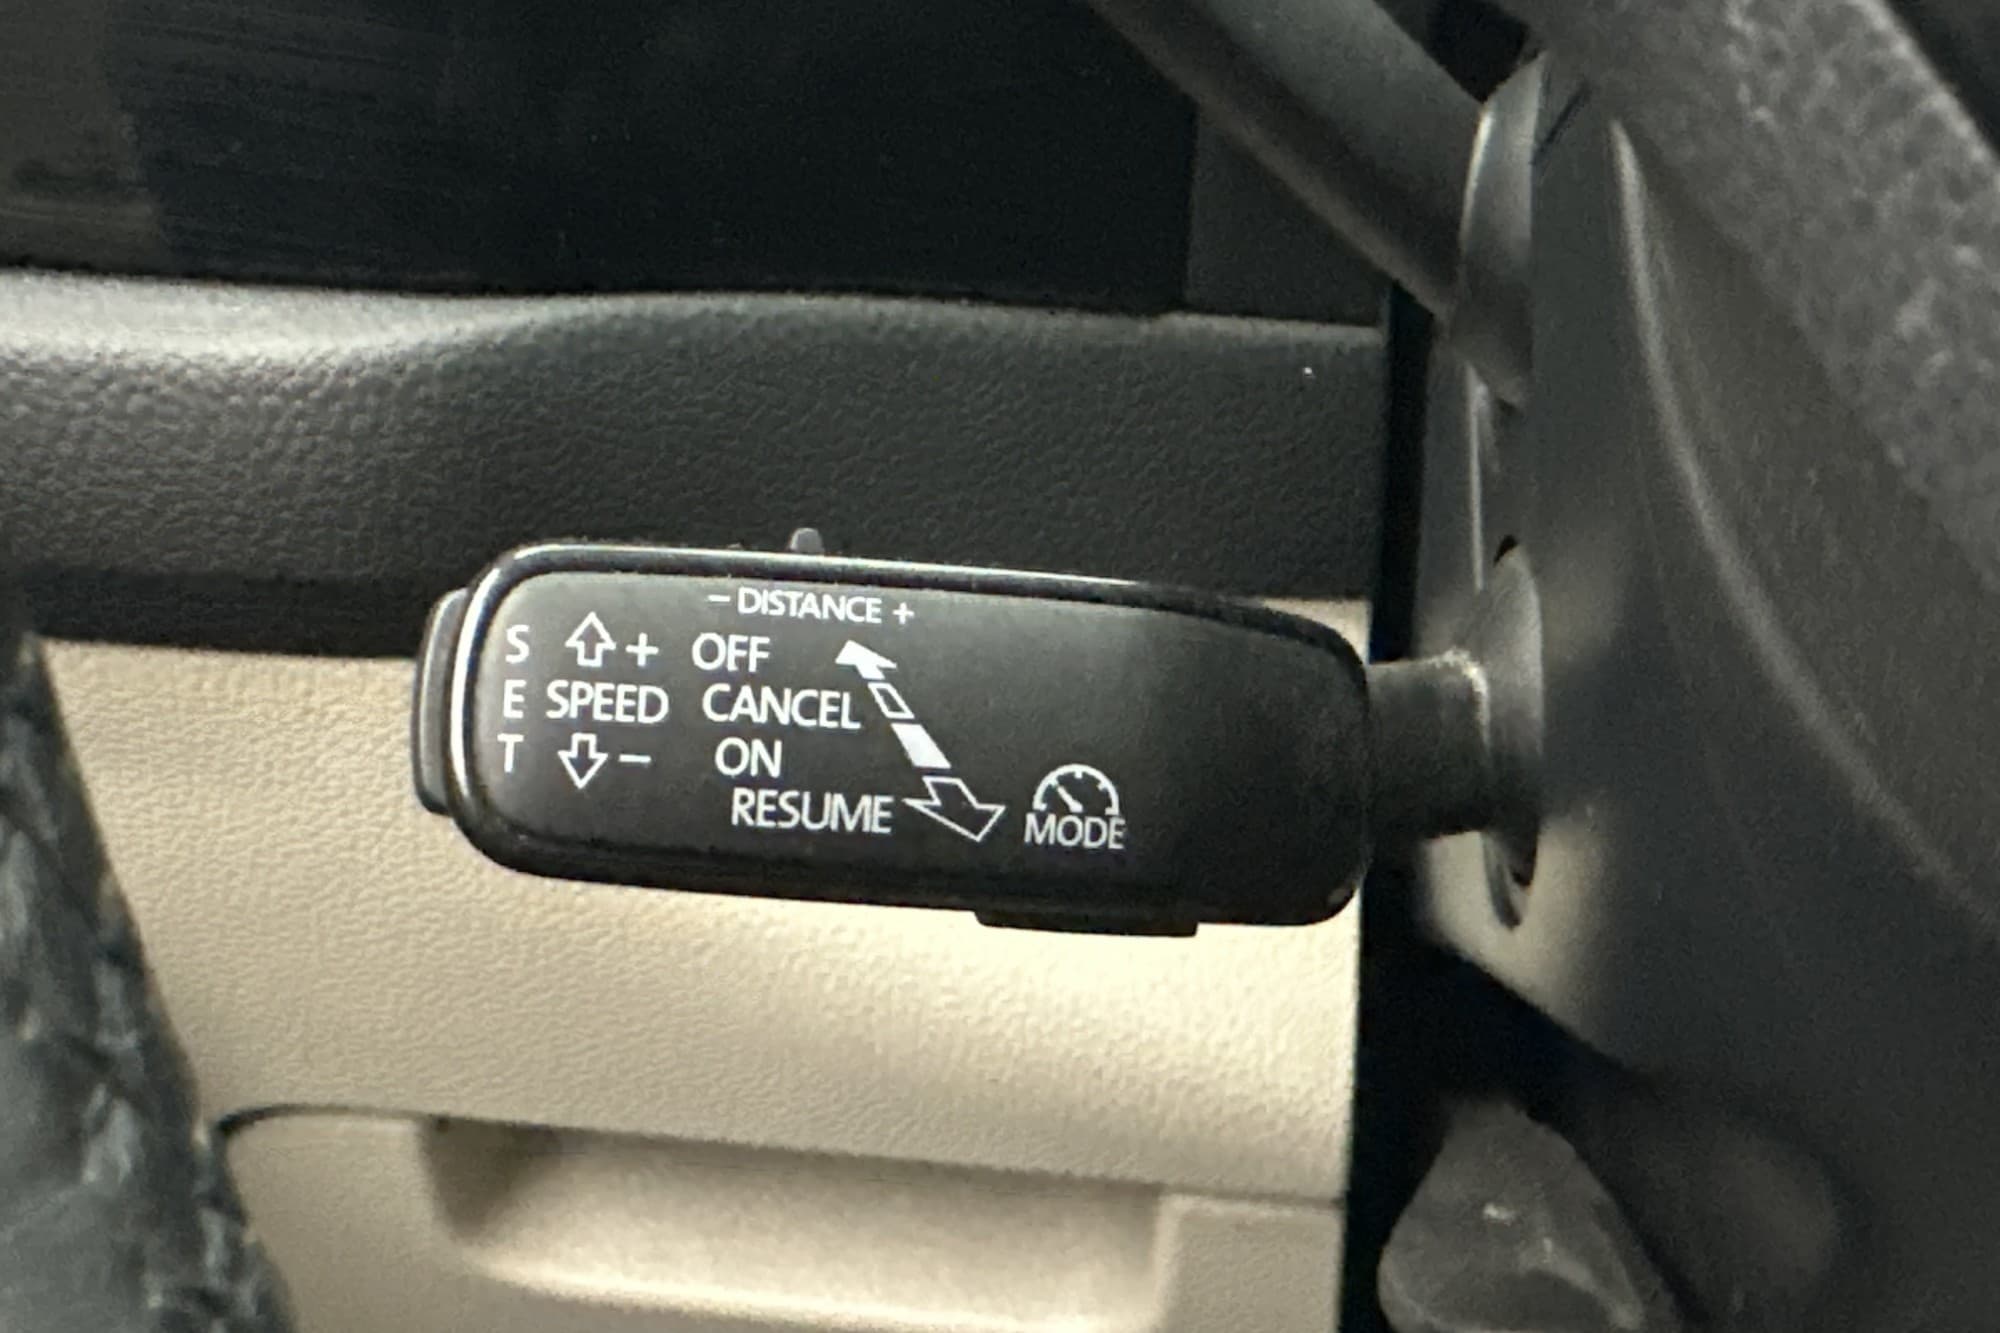 - DISTANCE +
S + OFF
E SPEED CANCEL
T - ON
RESUME
MODE